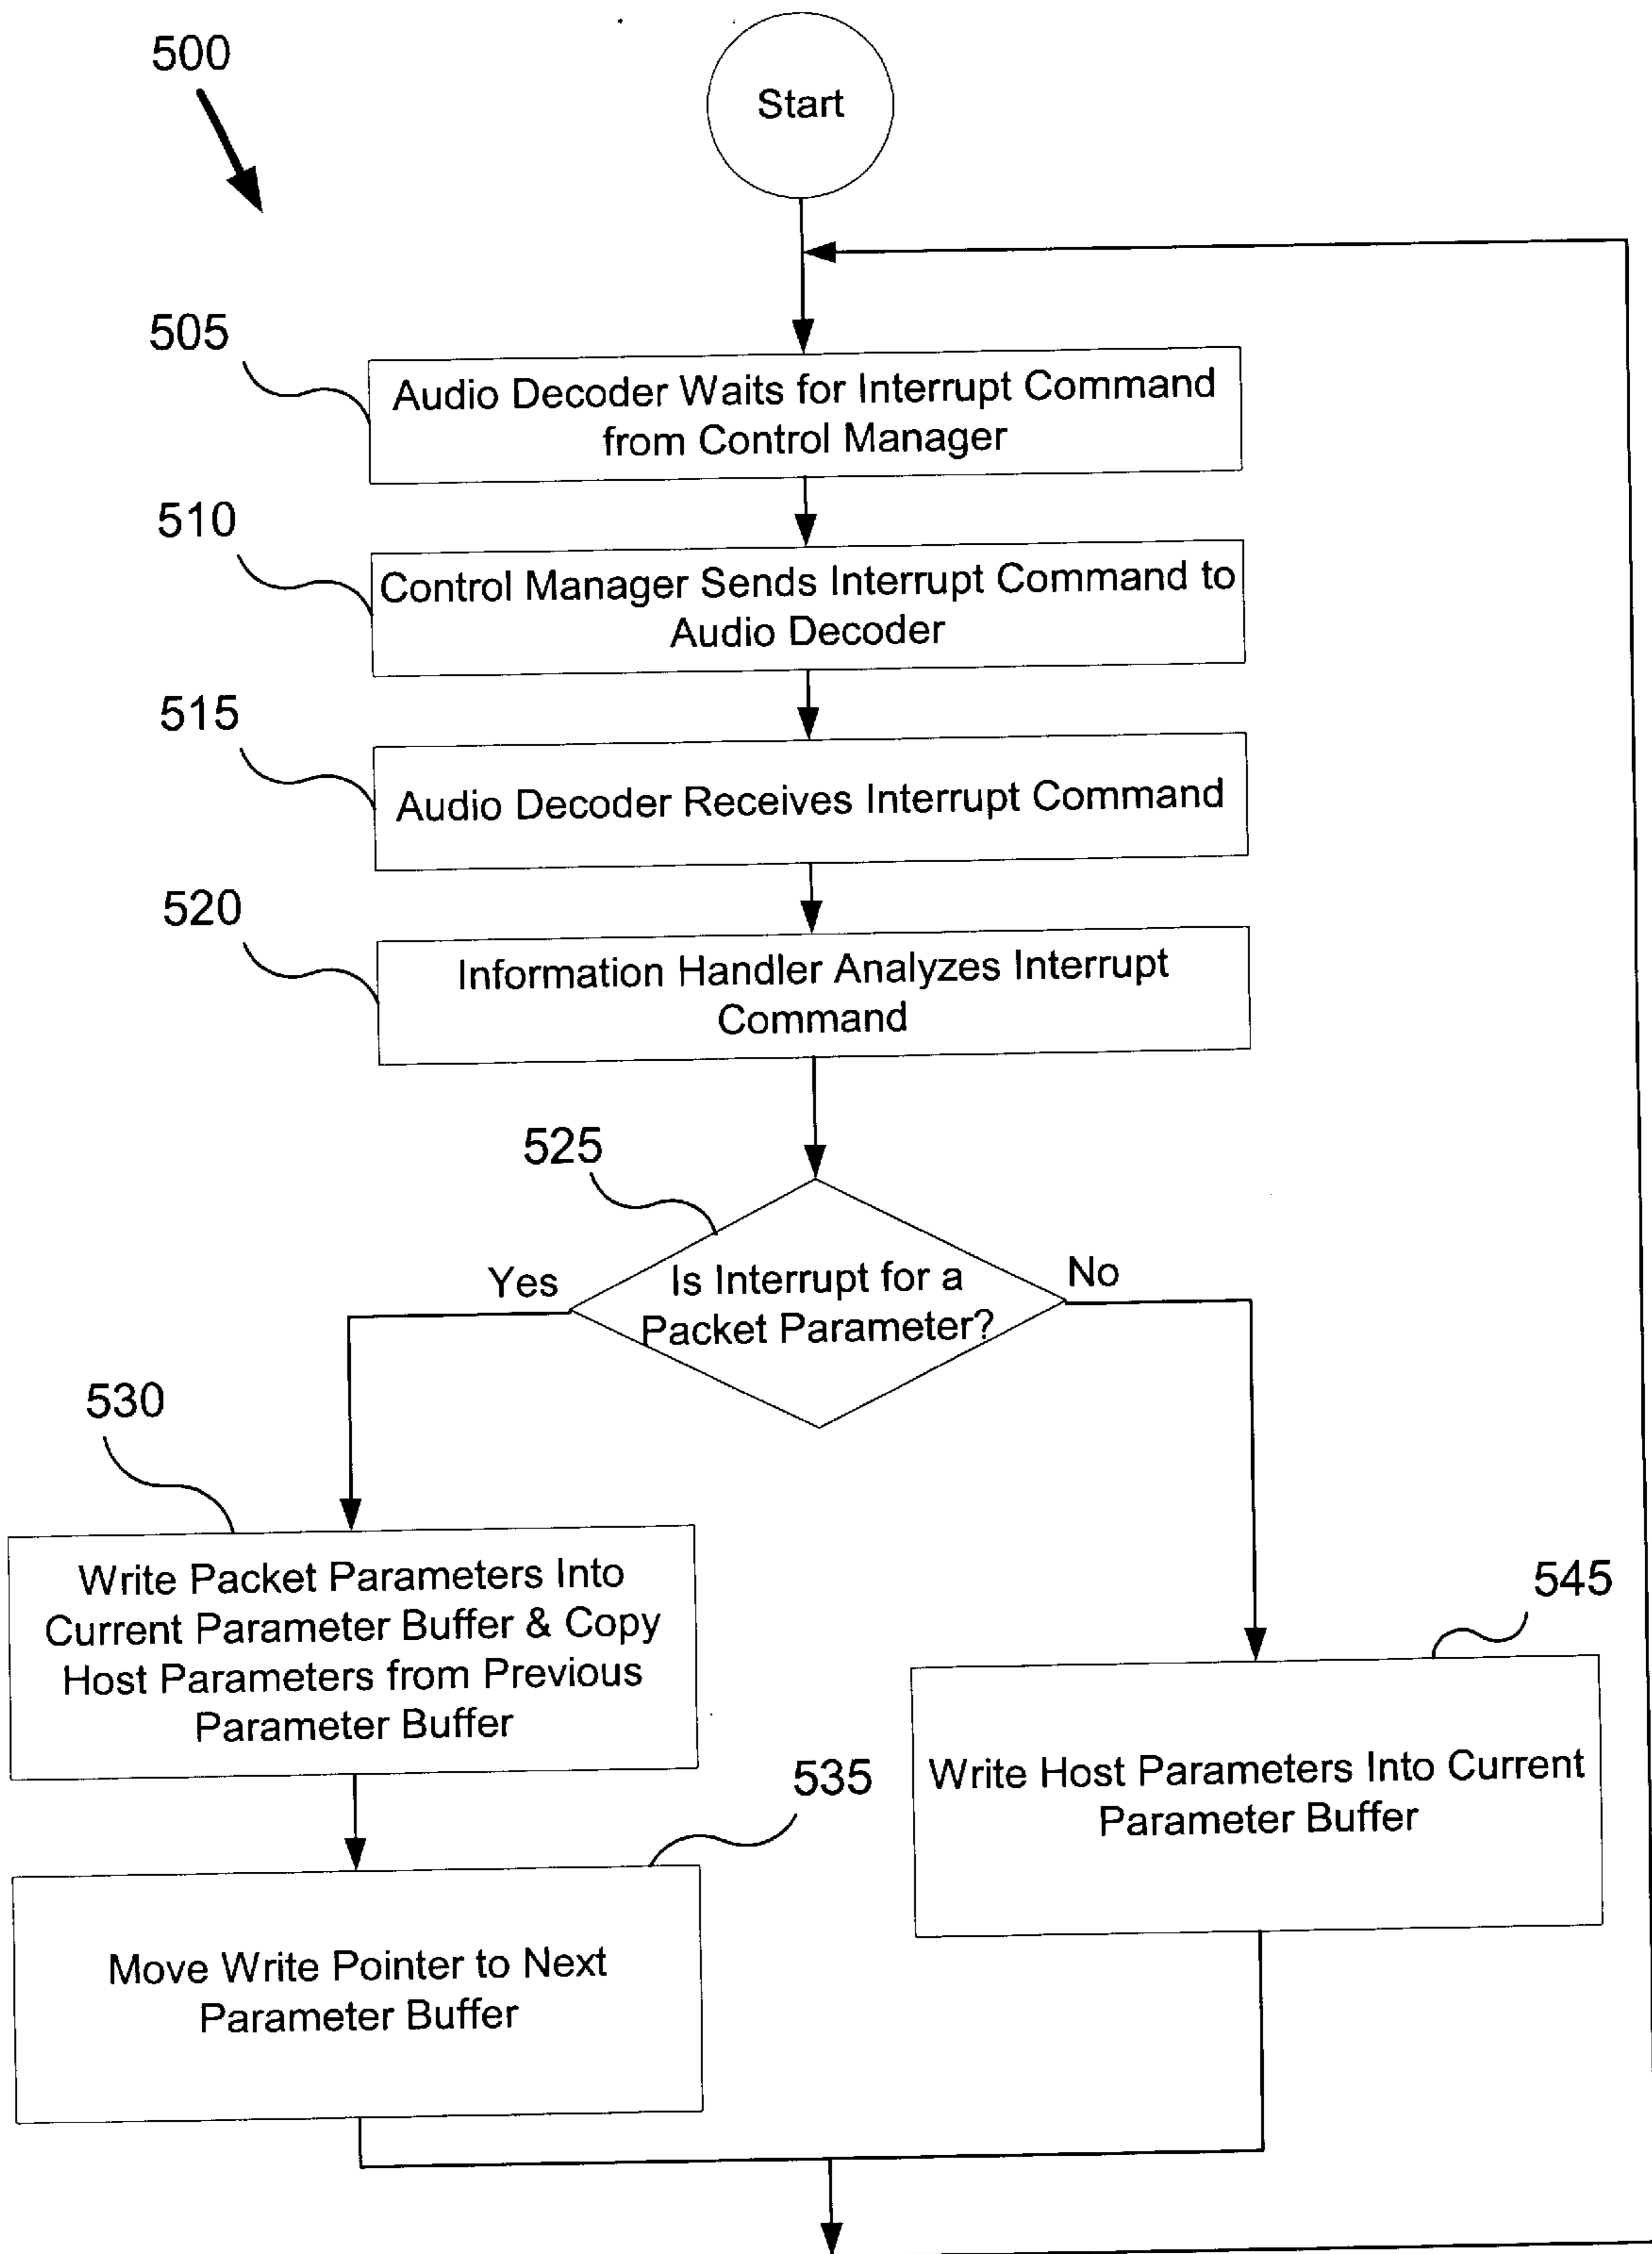 500
Start
505
Audio Decoder Waits for Interrupt Command
from Control Manager
510
Control Manager Sends Interrupt Command to
Audio Decoder
515
Audio Decoder Receives Interrupt Command
520
Information Handler Analyzes Interrupt
Command
525
Yes
Is Interrupt for a
Packet Parameter?
No
530
Write Packet Parameters Into
Current Parameter Buffer & Copy
Host Parameters from Previous
Parameter Buffer
545
Write Host Parameters Into Current
Parameter Buffer
535
Move Write Pointer to Next
Parameter Buffer